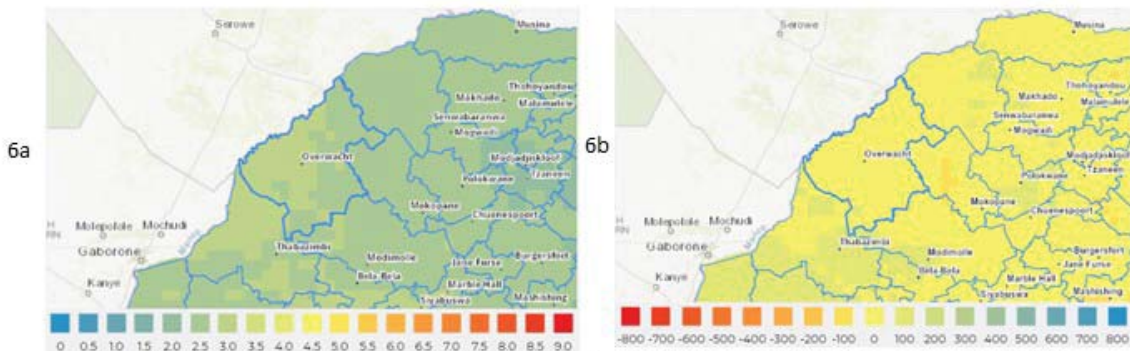 6a
Serowe
Musina
Thohoyandou
Makhado
Malamulele
Senwabaranwa
Mogwadi
Overwacht
Modjadjiskloof
Tzaneen
Polokwane
Mokopane
Chuenespoort
Molepolole
Mochudi
Gaborone
Kanye
Thabazimbi
Modimolle
Bela Bela
Jane Furse
Burgersfort
Marble Hall
Siyabuswa
Mashishing
0 0.5 1.0 1.5 2.0 2.5 3.0 3.5 4.0 4.5 5.0 5.5 6.0 6.5 7.0 7.5 8.0 8.5 9.0
6b
Serowe
Musina
Thohoyandou
Makhado
Malamulele
Senwabaranwa
Mogwadi
Overwacht
Modjadjiskloof
Tzaneen
Polokwane
Mokopane
Chuenespoort
Molepolole
Mochudi
Gaborone
Kanye
Thabazimbi
Modimolle
Bela Bela
Burgersfort
Jane Furse
Marble Hall
Siyabuswa
Mashishing
-800 -700 -600 -500 -400 -300 -200 -100 0 100 200 300 400 500 600 700 800